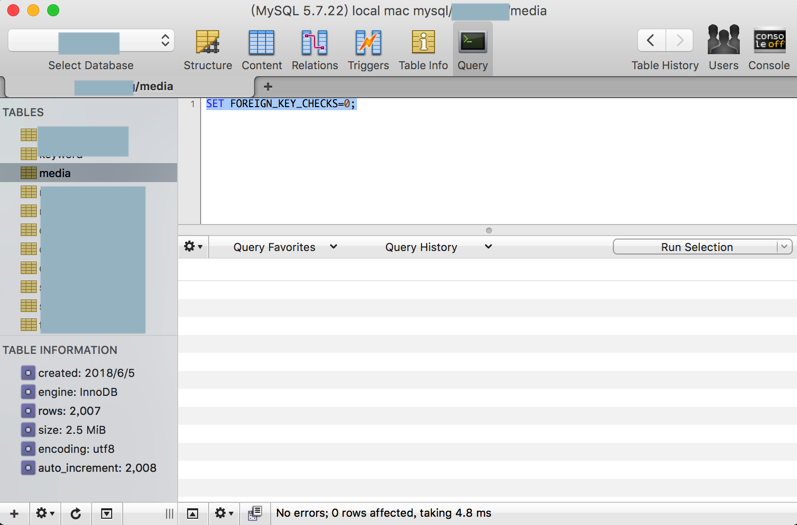 (MySQL 5.7.22) local mac mysql/ /media
Select Database
Structure
Content
Relations
Triggers
Table Info
Query
Table History
Users
conso
le off
Console
/media
+
TABLES
keyword
media
1
SET FOREIGN_KEY_CHECKS=0;
Query Favorites
Query History
Run Selection
TABLE INFORMATION
created: 2018/6/5
engine: InnoDB
rows: 2,007
size: 2.5 MiB
encoding: utf8
auto_increment: 2,008
No errors; 0 rows affected, taking 4.8 ms